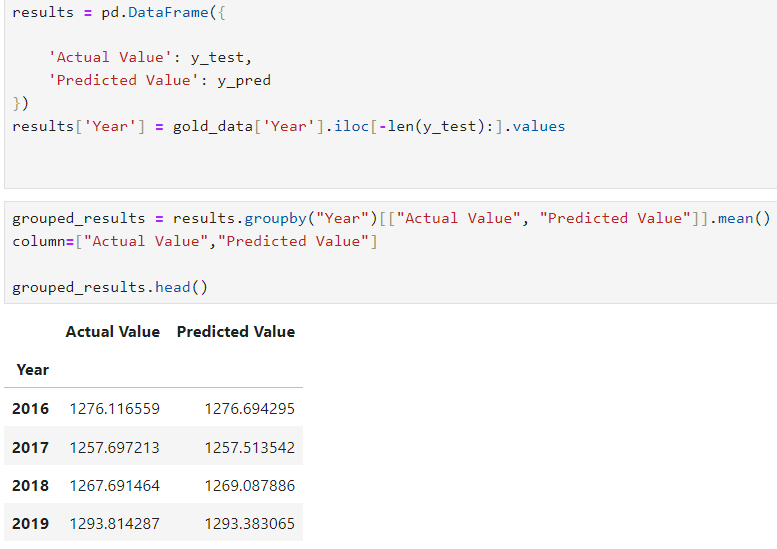 results = pd.DataFrame({
'Actual Value': y_test,
'Predicted Value': y_pred
})
results['Year'] = gold_data['Year'].iloc[-len(y_test):].values
grouped_results = results.groupby("Year")[["Actual Value", "Predicted Value"]].mean()
column=["Actual Value","Predicted Value"]
grouped_results.head()
Actual Value Predicted Value
Year
2016 1276.116559 1276.694295
2017 1257.697213 1257.513542
2018 1267.691464 1269.087886
2019 1293.814287 1293.383065